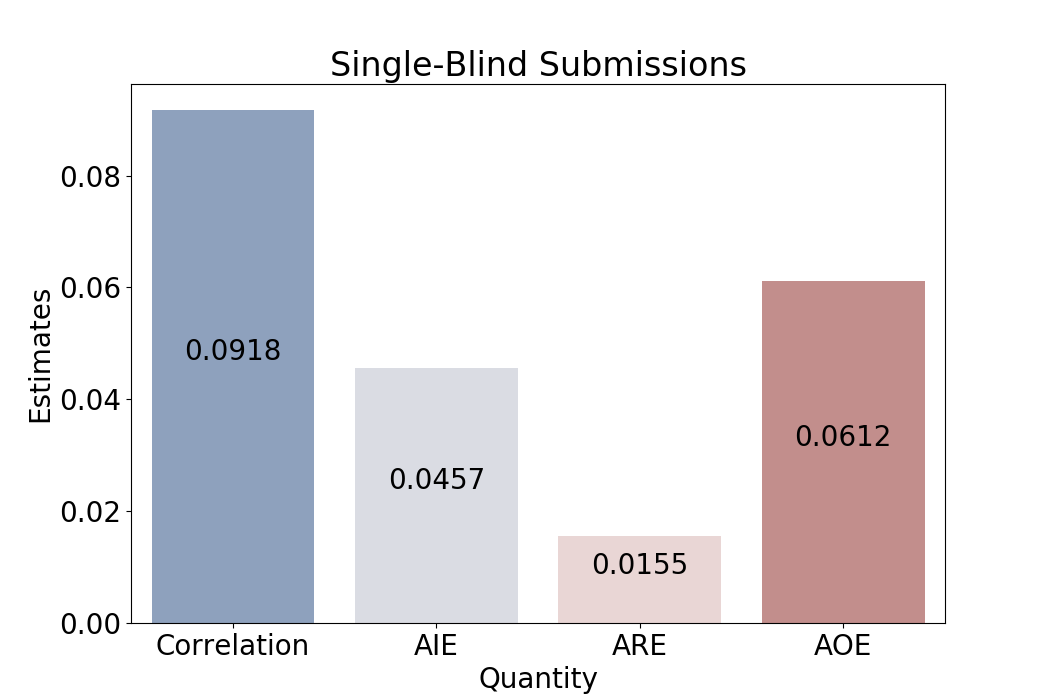 Single-Blind Submissions
Estimates
0.08
0.06
0.04
0.02
0.00
0.0918
0.0457
0.0155
0.0612
Correlation
AIE
ARE
AOE
Quantity